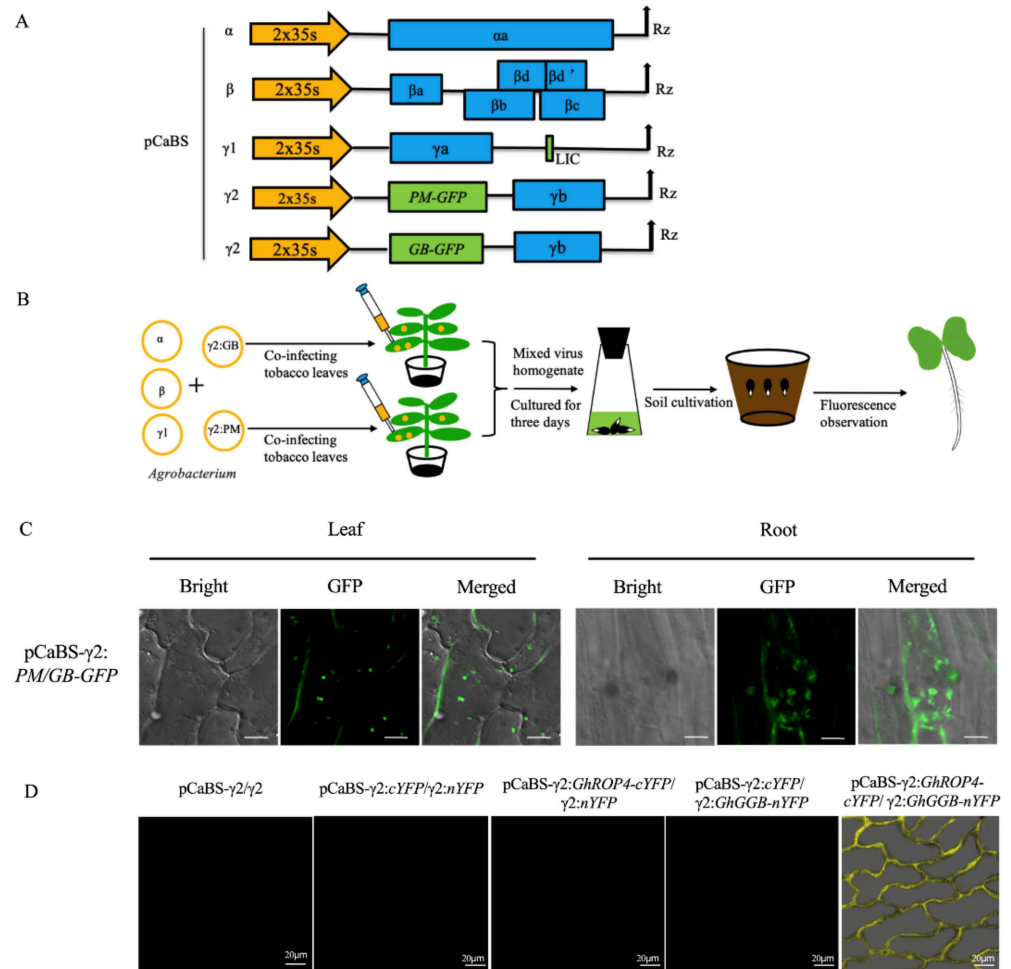 A
pCaBS
α 2x35s αa Rz
β 2x35s βa βd βd’ βb βc Rz
γ1 2x35s γa LIC Rz
γ2 2x35s PM-GFP γb Rz
γ2 2x35s GB-GFP γb Rz
B
α
β
γ1
+
γ2:GB
γ2:PM
Agrobacterium
Co-infecting
tobacco leaves
Co-infecting
tobacco leaves
Mixed virus
homogenate
Cultured for
three days
Soil cultivation
Fluorescence
observation
C
Leaf
Root
Bright GFP Merged Bright GFP Merged
pCaBS-γ2:
PM/GB-GFP
D
pCaBS-γ2/γ2
pCaBS-γ2:cYFP/γ2:nYFP
pCaBS-γ2:GhROP4-cYFP/
γ2:nYFP
pCaBS-γ2:cYFP/
γ2:GhGGB-nYFP
pCaBS-γ2:GhROP4-
cYFP/ γ2:GhGGB-nYFP
20μm 20μm 20μm 20μm 20μm